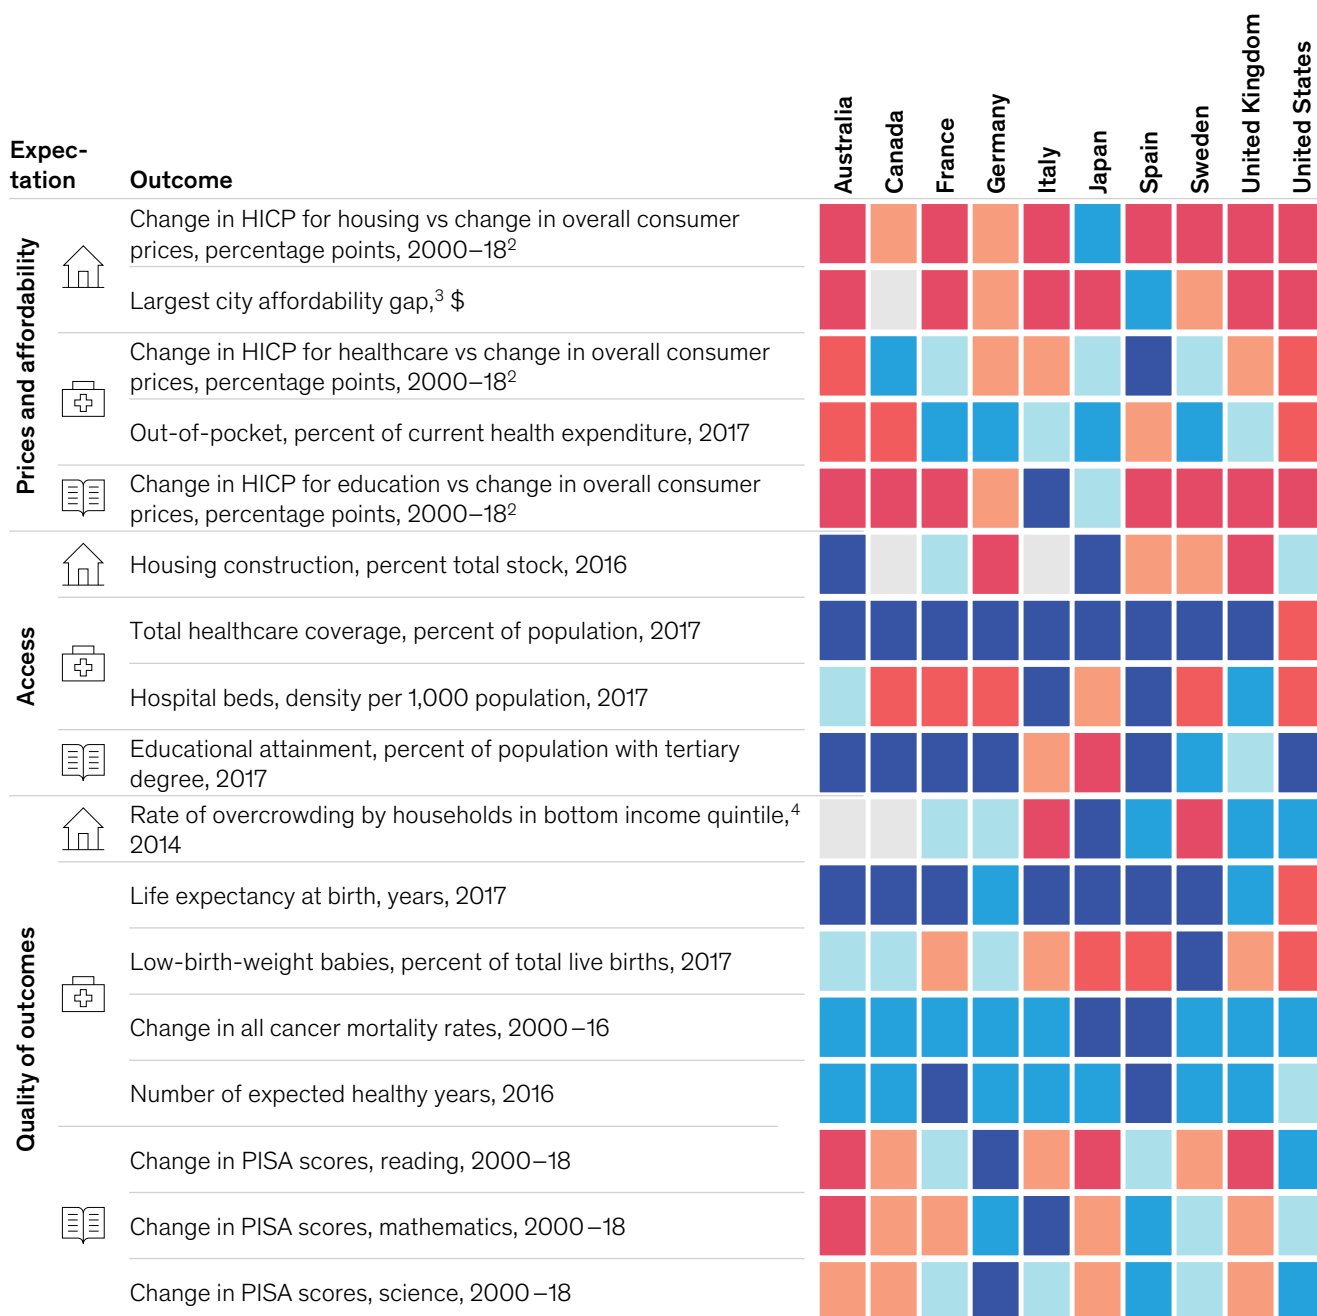 Australia
Canada
France
Germany
Italy
Japan
Spain
Sweden
United Kingdom
United States
Expec-
tation
Outcome
Prices and affordability
Change in HICP for housing vs change in overall consumer
prices, percentage points, 2000–18²
Largest city affordability gap,³ $
Change in HICP for healthcare vs change in overall consumer
prices, percentage points, 2000–18²
Out-of-pocket, percent of current health expenditure, 2017
Change in HICP for education vs change in overall consumer
prices, percentage points, 2000–18²
Access
Housing construction, percent total stock, 2016
Total healthcare coverage, percent of population, 2017
Hospital beds, density per 1,000 population, 2017
Educational attainment, percent of population with tertiary
degree, 2017
Quality of outcomes
Rate of overcrowding by households in bottom income quintile,⁴
2014
Life expectancy at birth, years, 2017
Low-birth-weight babies, percent of total live births, 2017
Change in all cancer mortality rates, 2000–16
Number of expected healthy years, 2016
Change in PISA scores, reading, 2000–18
Change in PISA scores, mathematics, 2000–18
Change in PISA scores, science, 2000–18